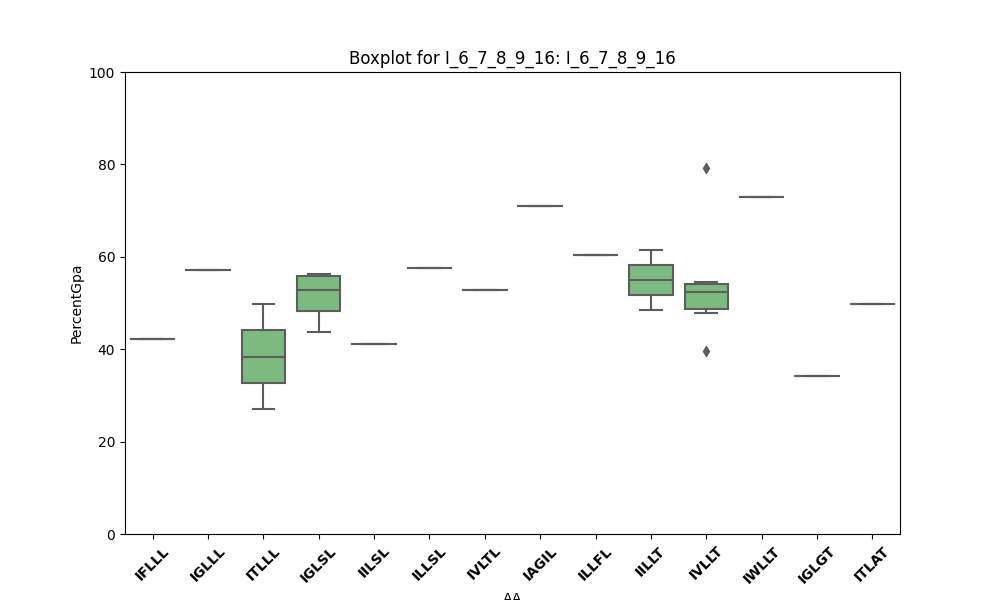 Boxplot for I_6_7_8_9_16: I_6_7_8_9_16
100
80
60
40
20
0
PercentGpa
IFLLL IGLLL ITLLL IGLSL IILSL ILLSL IVLTL IAGIL ILLFL IILLT IVLLT IWLLT IGLGT ITLAT
AA